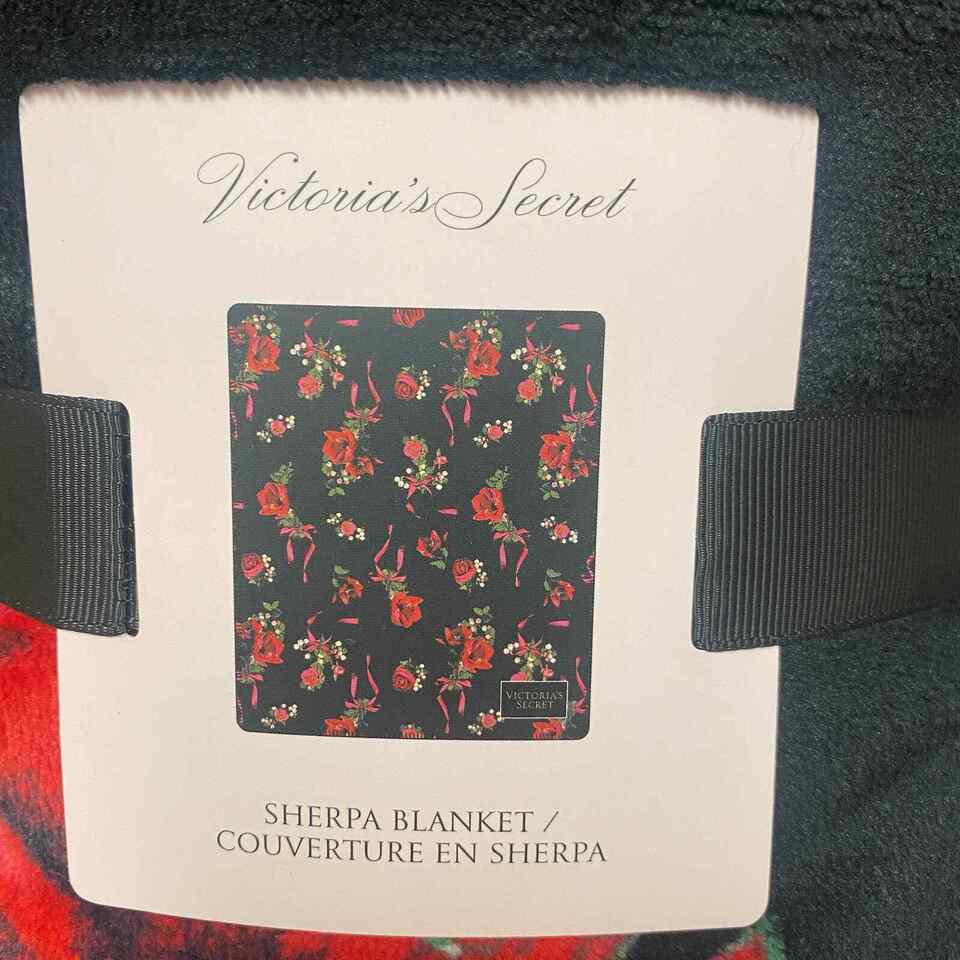 Victoria's Secret
VICTORIA'S
SECRET
SHERPA BLANKET /
COUVERTURE EN SHERPA